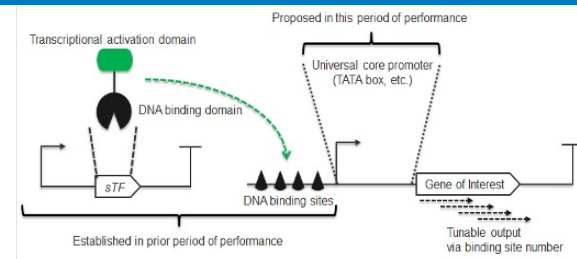 Proposed in this period of performance
Transcriptional activation domain
Universal core promoter
(TATA box, etc.)
DNA binding domain
sTF
DNA binding sites
Gene of Interest
Established in prior period of performance
Tunable output
via binding site number